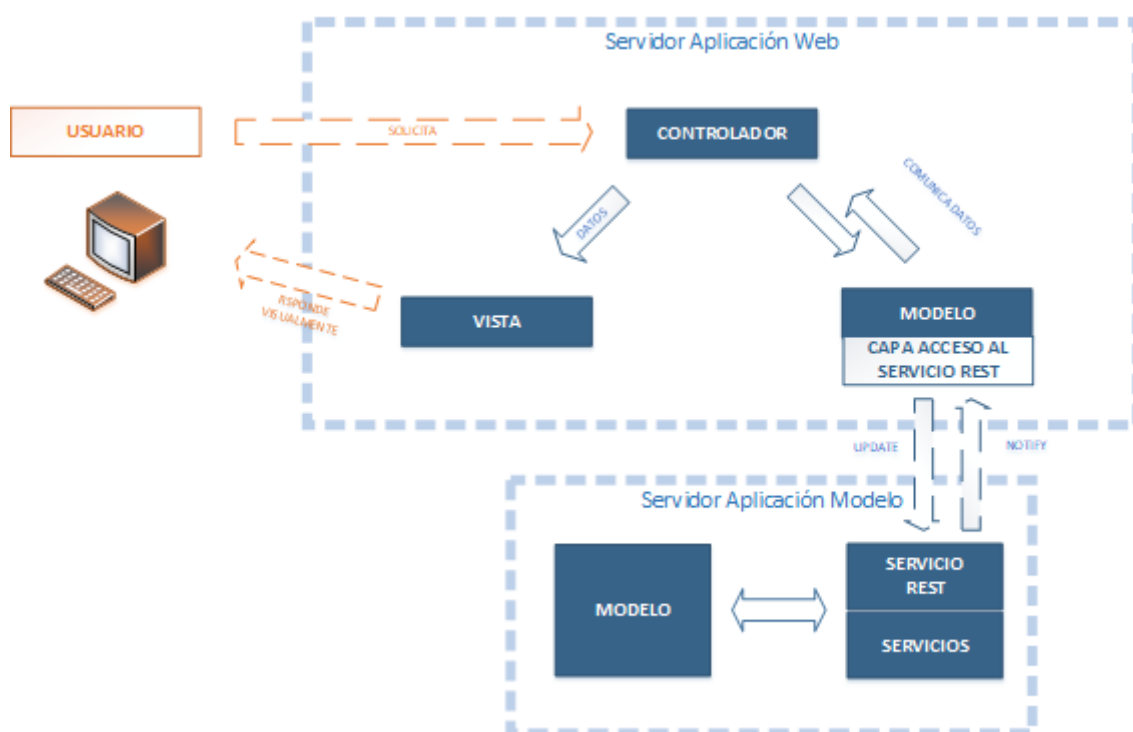 Servidor Aplicación Web
USUARIO
SOLICITA
CONTROLADOR
DATOS
COMUNICA DATOS
RSPONDE
VISUALMENTE
VISTA
MODELO
CAPA ACCESO AL
SERVICIO REST
UPDATE
NOTIFY
Servidor Aplicación Modelo
MODELO
SERVICIO
REST
SERVICIOS